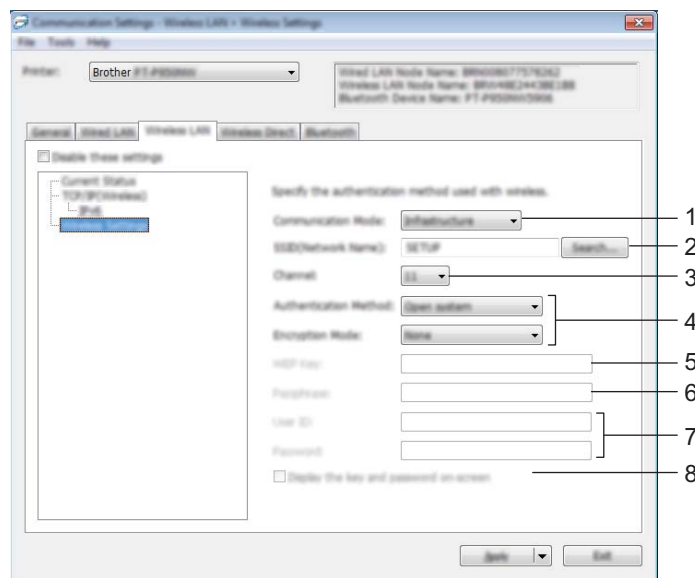 Communication Settings - Wireless LAN > Wireless Settings
File Tools Help
Printer: Brother PT-P950NW
Wired LAN Node Name:
Wireless LAN Node Name:
Bluetooth Device Name:
General Wired LAN Wireless LAN Wireless Direct Bluetooth
Disable these settings
Current Status
TCP/IP(Wireless)
IPv6
Wireless Settings
Specify the authentication method used with wireless.
Communication Mode: Infrastructure 1
SSID(Network Name): SETUP Search... 2
Channel: 11 3
Authentication Method: Open system
4
Encryption Mode: None
WEP Key: 5
Passphrase: 6
User ID:
7
Password:
Display the key and password on-screen 8
Apply Exit